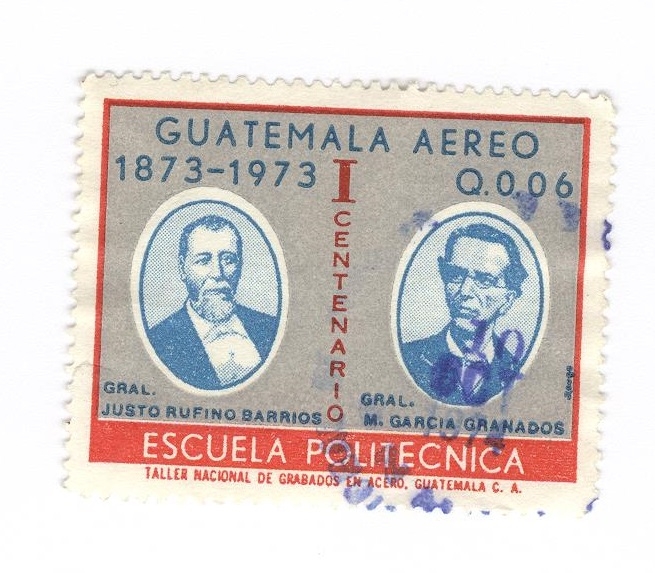 GUATEMALA AEREO
1873-1973
I
CENTENARIO
Q.0.06
GRAL.
JUSTO RUFINO BARRIOS
GRAL.
M. GARCIA GRANADOS
10
ESCUELA POLITECNICA
TALLER NACIONAL DE GRABADOS EN ACERO, GUATEMALA C. A.